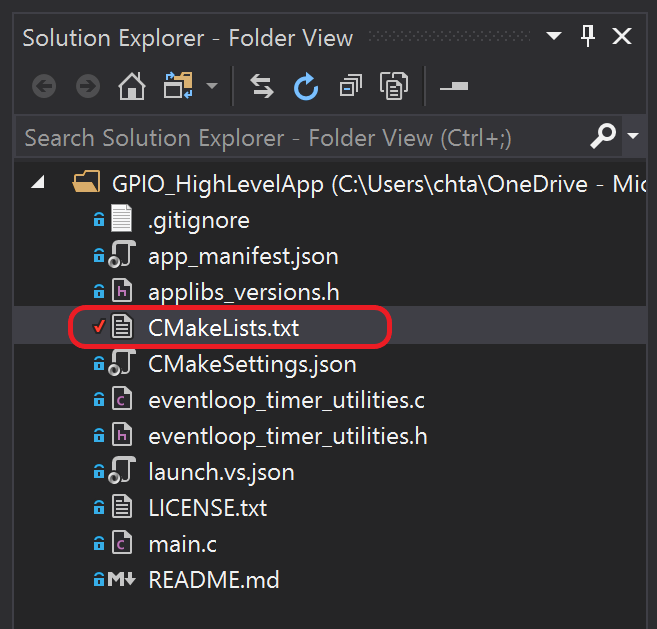 Solution Explorer - Folder View
Search Solution Explorer - Folder View (Ctrl+;)
GPIO_HighLevelApp (C:\Users\chta\OneDrive - Mic
.gitignore
app_manifest.json
h applibs_versions.h
CMakeLists.txt
CMakeSettings.json
c eventloop_timer_utilities.c
h eventloop_timer_utilities.h
launch.vs.json
LICENSE.txt
c main.c
M README.md